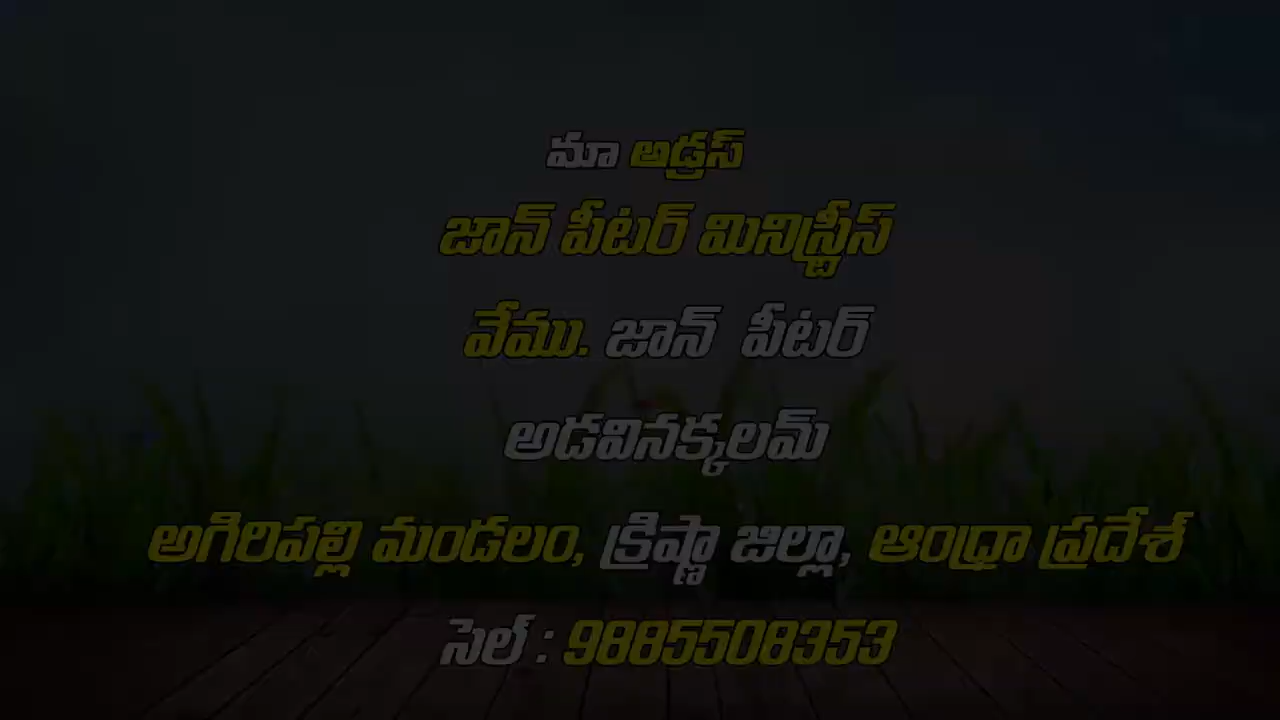 మా అడ్రస్
జాన్ పీటర్ మినిస్ట్రీస్
వేము. జాన్ పీటర్
అడవినక్కలమ్
అగిరిపల్లి మండలం, క్రిష్ణా జిల్లా, ఆంధ్రా ప్రదేశ్
సెల్ : 9885508353